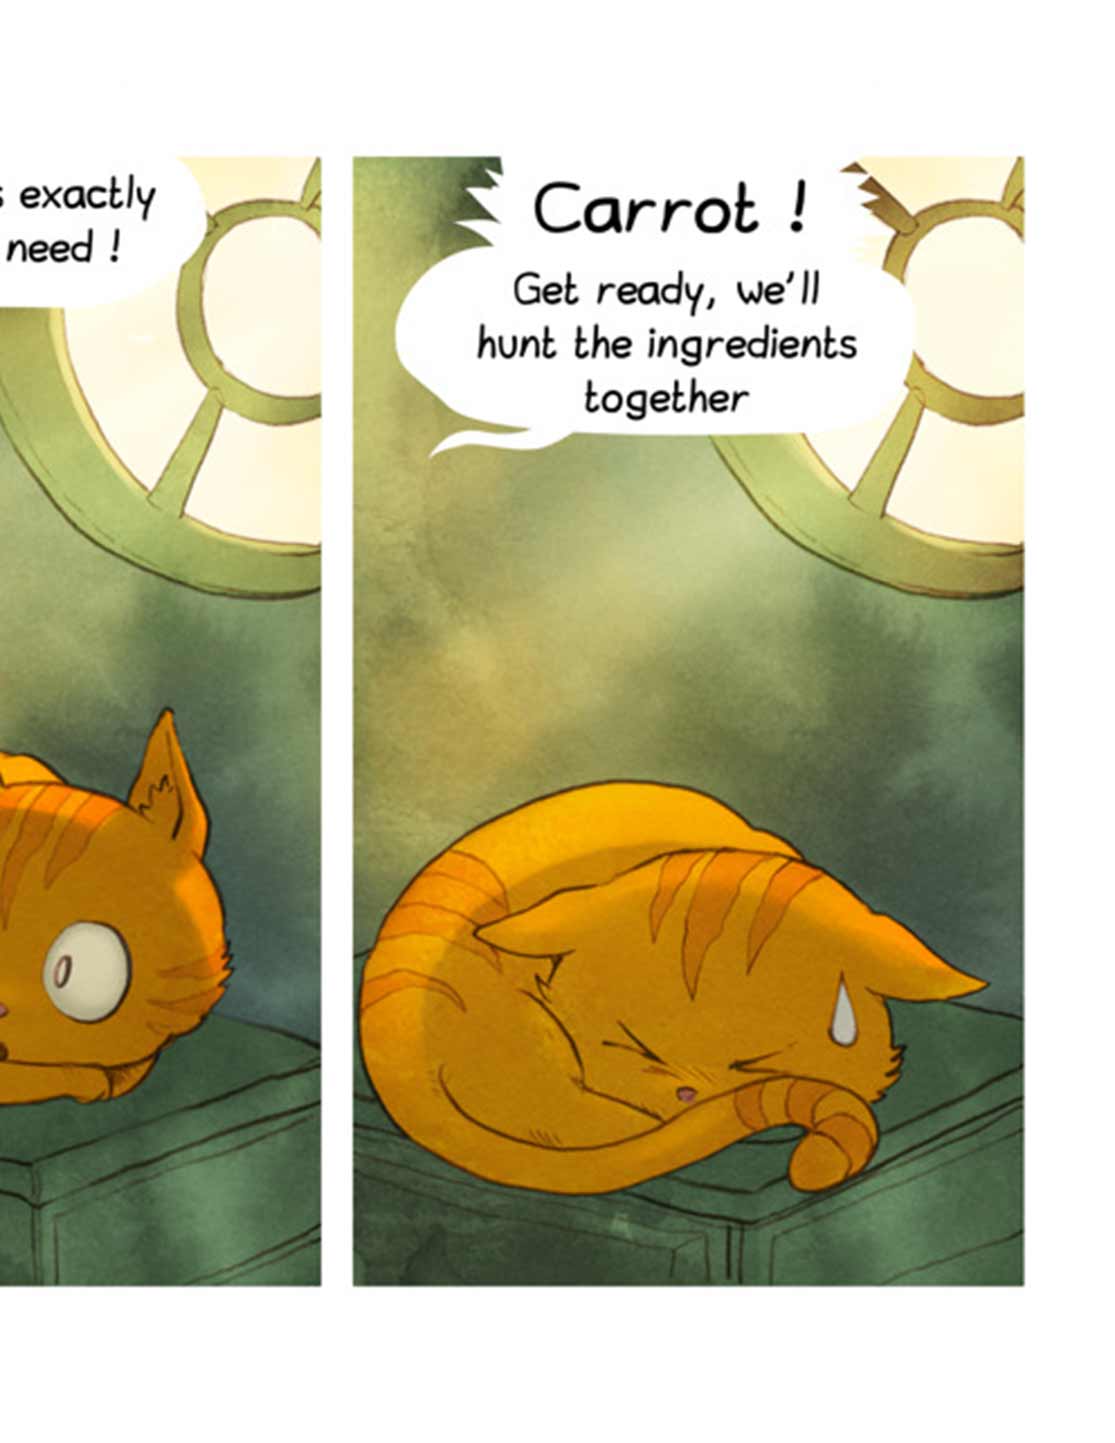 exactly
need !
Carrot !
Get ready, we'll
hunt the ingredients
together